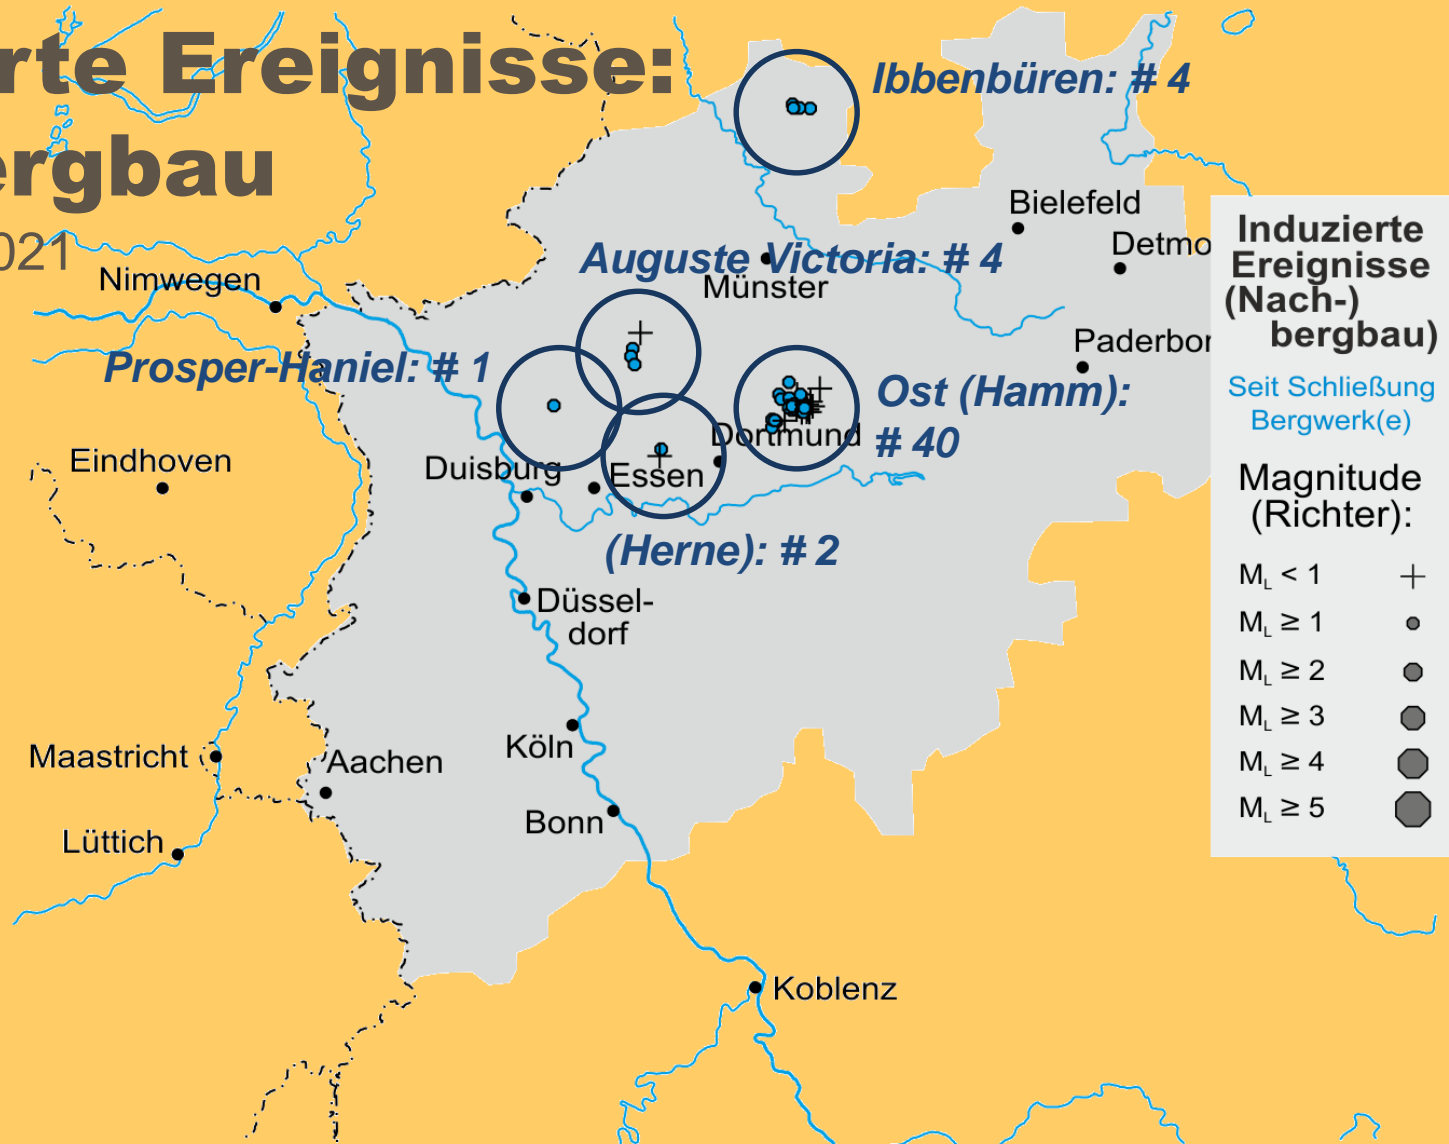 rte Ereignisse:
ergbau
021
Ibbenbüren: # 4
Bielefeld
Detmo
Auguste Victoria: # 4
Münster
Nimwegen
Prosper-Haniel: # 1
Paderbor
Ost (Hamm):
# 40
Dortmund
Eindhoven
Duisburg
Essen
(Herne): # 2
Düssel-
dorf
Köln
Maastricht
Aachen
Bonn
Lüttich
Koblenz
Induzierte
Ereignisse
(Nach-)
bergbau)
Seit Schließung
Bergwerk(e)
Magnitude
(Richter):
ML < 1
ML ≥ 1
ML ≥ 2
ML ≥ 3
ML ≥ 4
ML ≥ 5